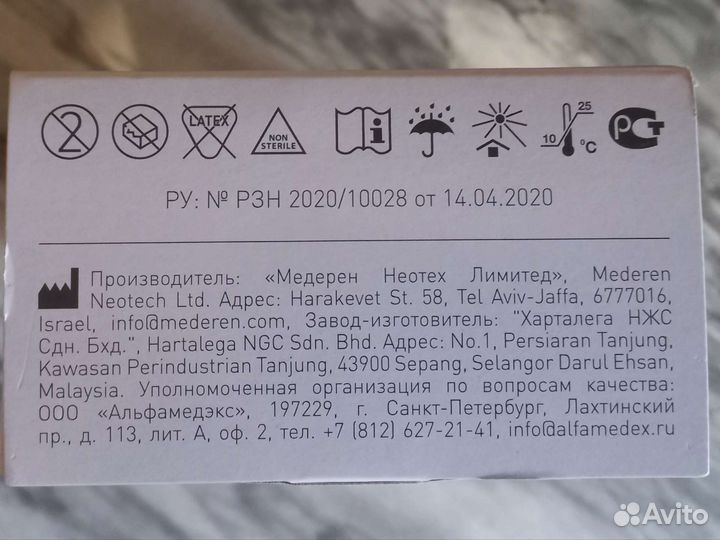 2
LATEX
NON
STERILE
i
25
10
°C
РСТ
РУ: № РЗН 2020/10028 от 14.04.2020
Производитель: «Медерен Неотех Лимитед», Mederen
Neotech Ltd. Адрес: Harakevet St. 58, Tel Aviv-Jaffa, 6777016,
Israel, info@mederen.com, Завод-изготовитель: "Харталега НЖС
Сдн. Бхд.", Hartalega NGC Sdn. Bhd. Адрес: No.1, Persiaran Tanjung,
Kawasan Perindustrian Tanjung, 43900 Sepang, Selangor Darul Ehsan,
Malaysia. Уполномоченная организация по вопросам качества:
ООО «Альфамедэкс», 197229, г. Санкт-Петербург, Лахтинский
пр., д. 113, лит. А, оф. 2, тел. +7 (812) 627-21-41, info@alfamedex.ru
Avito